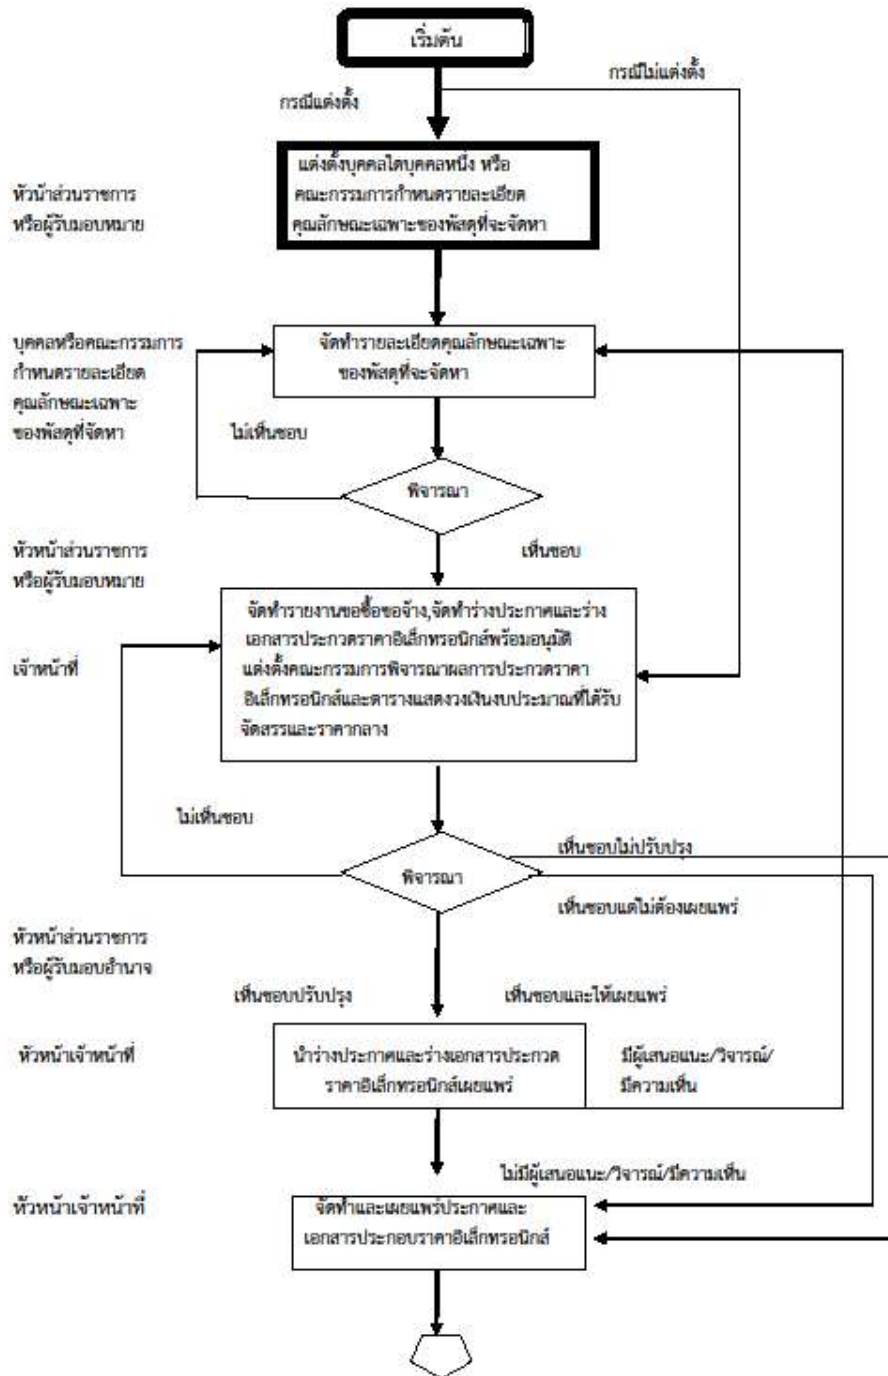 เริ่มต้น
กรณีไม่แต่งตั้ง
กรณีแต่งตั้ง
แต่งตั้งบุคคลใดบุคคลหนึ่ง หรือ
คณะกรรมการกำหนดรายละเอียด
คุณลักษณะเฉพาะของพัสดุที่จะจัดหา
หัวน้าส่วนราชการ
หรือผู้รับมอบหมาย
บุคคลหรือคณะกรรมการ
กำหนดรายละเอียด
คุณลักษณะเฉพาะ
ของพัสดุที่จัดหา
จัดทำรายละเอียดคุณลักษณะเฉพาะ
ของพัสดุที่จะจัดหา
ไม่เห็นชอบ
พิจารณา
หัวหน้าส่วนราชการ
หรือผู้รับมอบหมาย
เห็นชอบ
จัดทำรายงานขอซื้อขอจ้าง,จัดทำร่างประกาศและร่าง
เอกสารประกวดราคาอิเล็กทรอนิกส์พร้อมอนุมัติ
แต่งตั้งคณะกรรมการพิจารณาผลการประกวดราคา
อิเล็กทรอนิกส์และตารางแสดงวงเงินงบประมาณที่ได้รับ
จัดสรรและราคากลาง
เจ้าหน้าที่
ไม่เห็นชอบ
เห็นชอบไม่ปรับปรุง
พิจารณา
เห็นชอบแต่ไม่ต้องเผยแพร่
หัวหน้าส่วนราชการ
หรือผู้รับมอบอำนาจ
เห็นชอบปรับปรุง
เห็นชอบและให้เผยแพร่
หัวหน้าเจ้าหน้าที่
นำร่างประกาศและร่างเอกสารประกวด
ราคาอิเล็กทรอนิกส์เผยแพร่
มีผู้เสนอแนะ/วิจารณ์/
มีความเห็น
ไม่มีผู้เสนอแนะ/วิจารณ์/มีความเห็น
หัวหน้าเจ้าหน้าที่
จัดทำและเผยแพร่ประกาศและ
เอกสารประกอบราคาอิเล็กทรอนิกส์